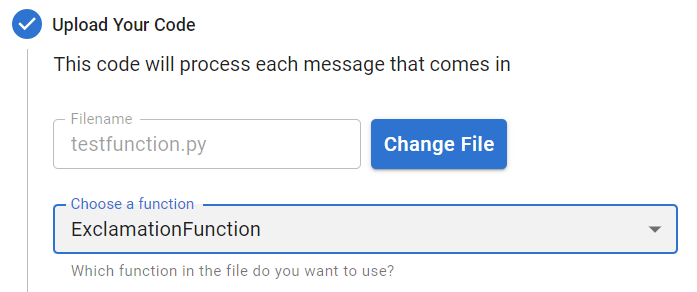 Upload Your Code
This code will process each message that comes in
Filename
testfunction.py
Change File
Choose a function
ExclamationFunction
Which function in the file do you want to use?